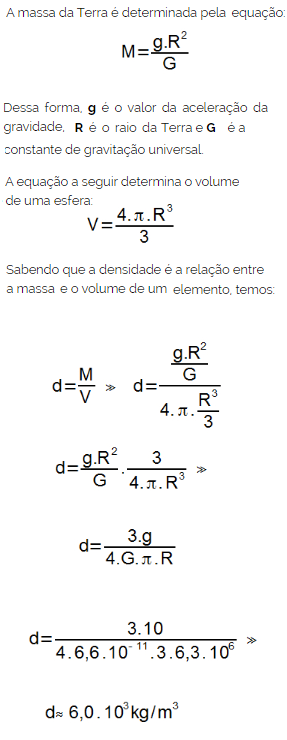 A massa da Terra é determinada pela equação:
M = g.R² / G
Dessa forma, g é o valor da aceleração da
gravidade, R é o raio da Terra e G é a
constante de gravitação universal.
A equação a seguir determina o volume
de uma esfera:
V = 4.π.R³ / 3
Sabendo que a densidade é a relação entre
a massa e o volume de um elemento, temos:
d = M / V » d = (g.R² / G) / (4.π.R³ / 3)
d = g.R² / G . 3 / 4.π.R³ »
d = 3.g / 4.G.π.R
d = 3.10 / 4.6,6.10⁻¹¹.3.6,3.10⁶ »
d ≈ 6,0.10³ kg/m³